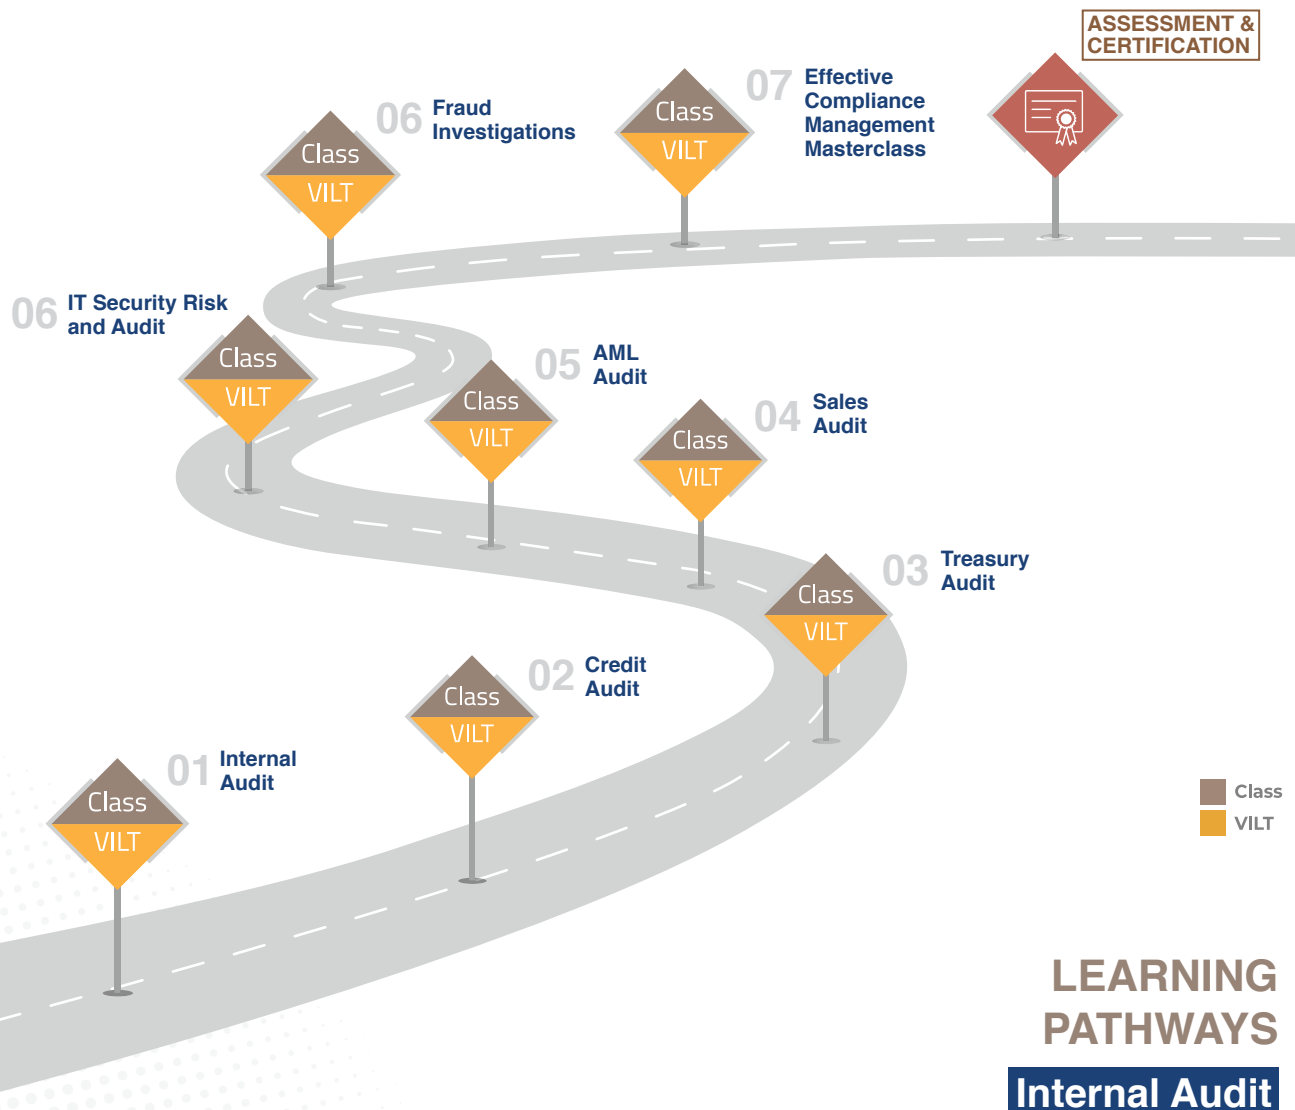 ASSESSMENT &
CERTIFICATION
07
Effective
Compliance
Management
Masterclass
Class
VILT
06
Fraud
Investigations
Class
VILT
06
IT Security Risk
and Audit
Class
VILT
05
AML
Audit
Class
VILT
04
Sales
Audit
Class
VILT
03
Treasury
Audit
Class
VILT
02
Credit
Audit
Class
VILT
01
Internal
Audit
Class
VILT
Class
VILT
LEARNING
PATHWAYS
Internal Audit